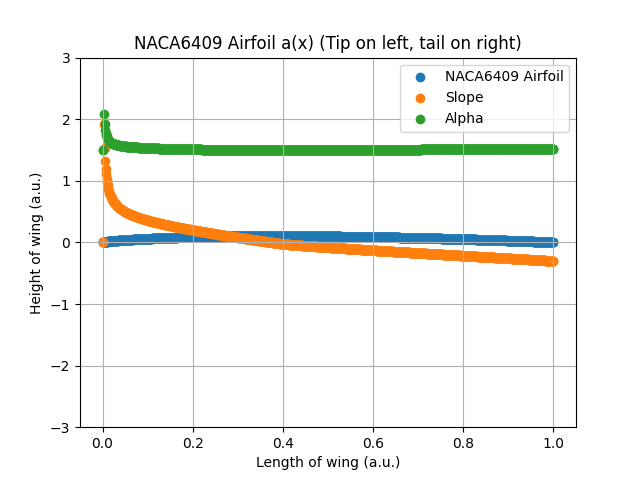 NACA6409 Airfoil a(x) (Tip on left, tail on right)
NACA6409 Airfoil
Slope
Alpha
3
2
1
0
−1
−2
−3
Height of wing (a.u.)
0.0 0.2 0.4 0.6 0.8 1.0
Length of wing (a.u.)